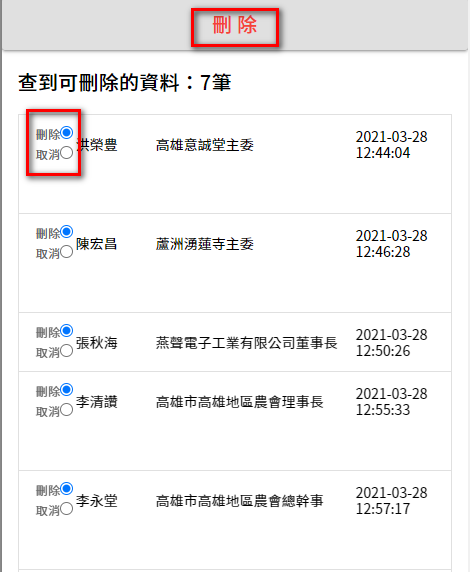 刪 除
查到可刪除的資料：7筆
刪除
取消
洪榮豊
高雄意誠堂主委
2021-03-28
12:44:04
刪除
取消
陳宏昌
蘆洲湧蓮寺主委
2021-03-28
12:46:28
刪除
取消
張秋海
燕聲電子工業有限公司董事長
2021-03-28
12:50:26
刪除
取消
李清讚
高雄市高雄地區農會理事長
2021-03-28
12:55:33
刪除
取消
李永堂
高雄市高雄地區農會總幹事
2021-03-28
12:57:17